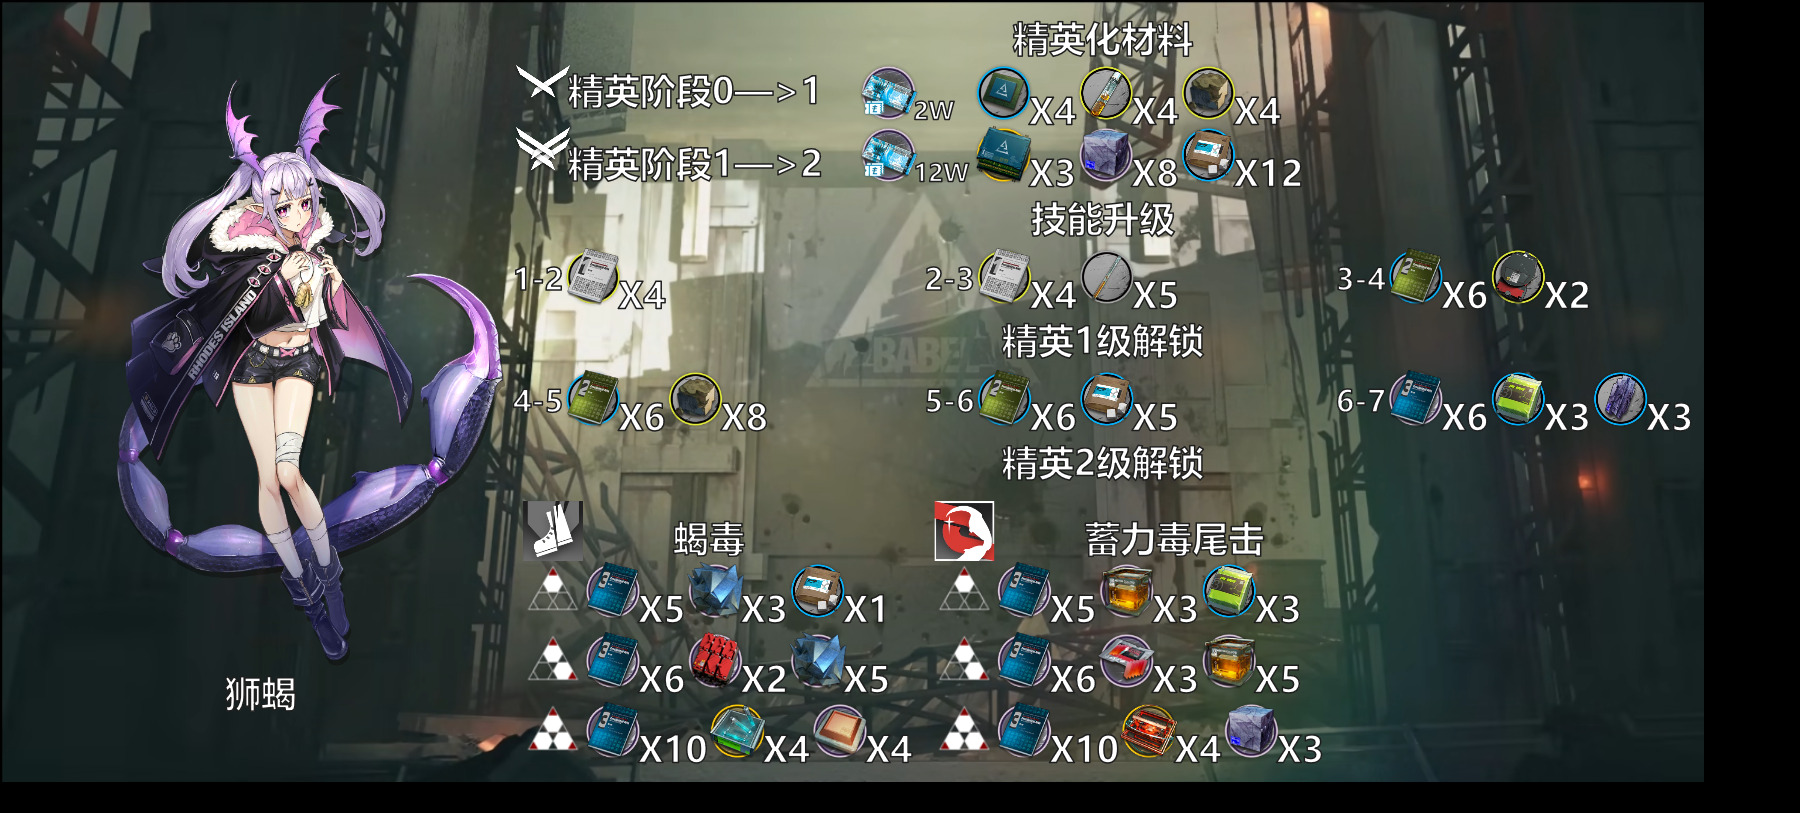 精英化材料
精英阶段0—>1 2W X4 X4 X4
精英阶段1—>2 12W X3 X8 X12
技能升级
1-2 X4 2-3 X4 X5 3-4 X6 X2
精英1级解锁
4-5 X6 X8 5-6 X6 X5 6-7 X6 X3 X3
精英2级解锁
蝎毒 蓄力毒尾击
X5 X3 X1 X5 X3 X3
X6 X2 X5 X6 X3 X5
X10 X4 X4 X10 X4 X3
狮蝎
RHODES ISLAND
BABEL